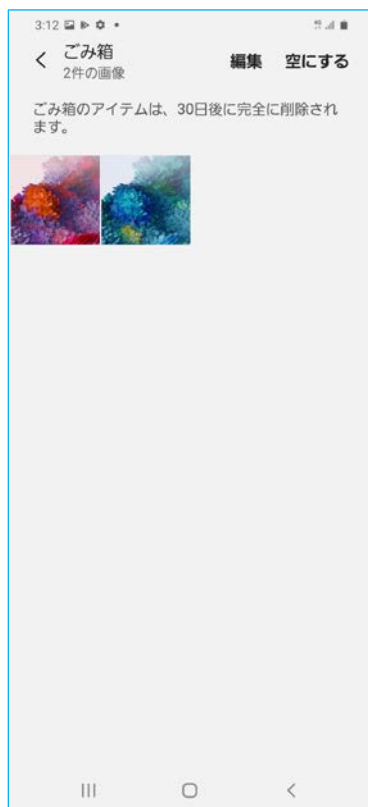 3:12
ごみ箱
2件の画像
編集 空にする
ごみ箱のアイテムは、30日後に完全に削除され
ます。